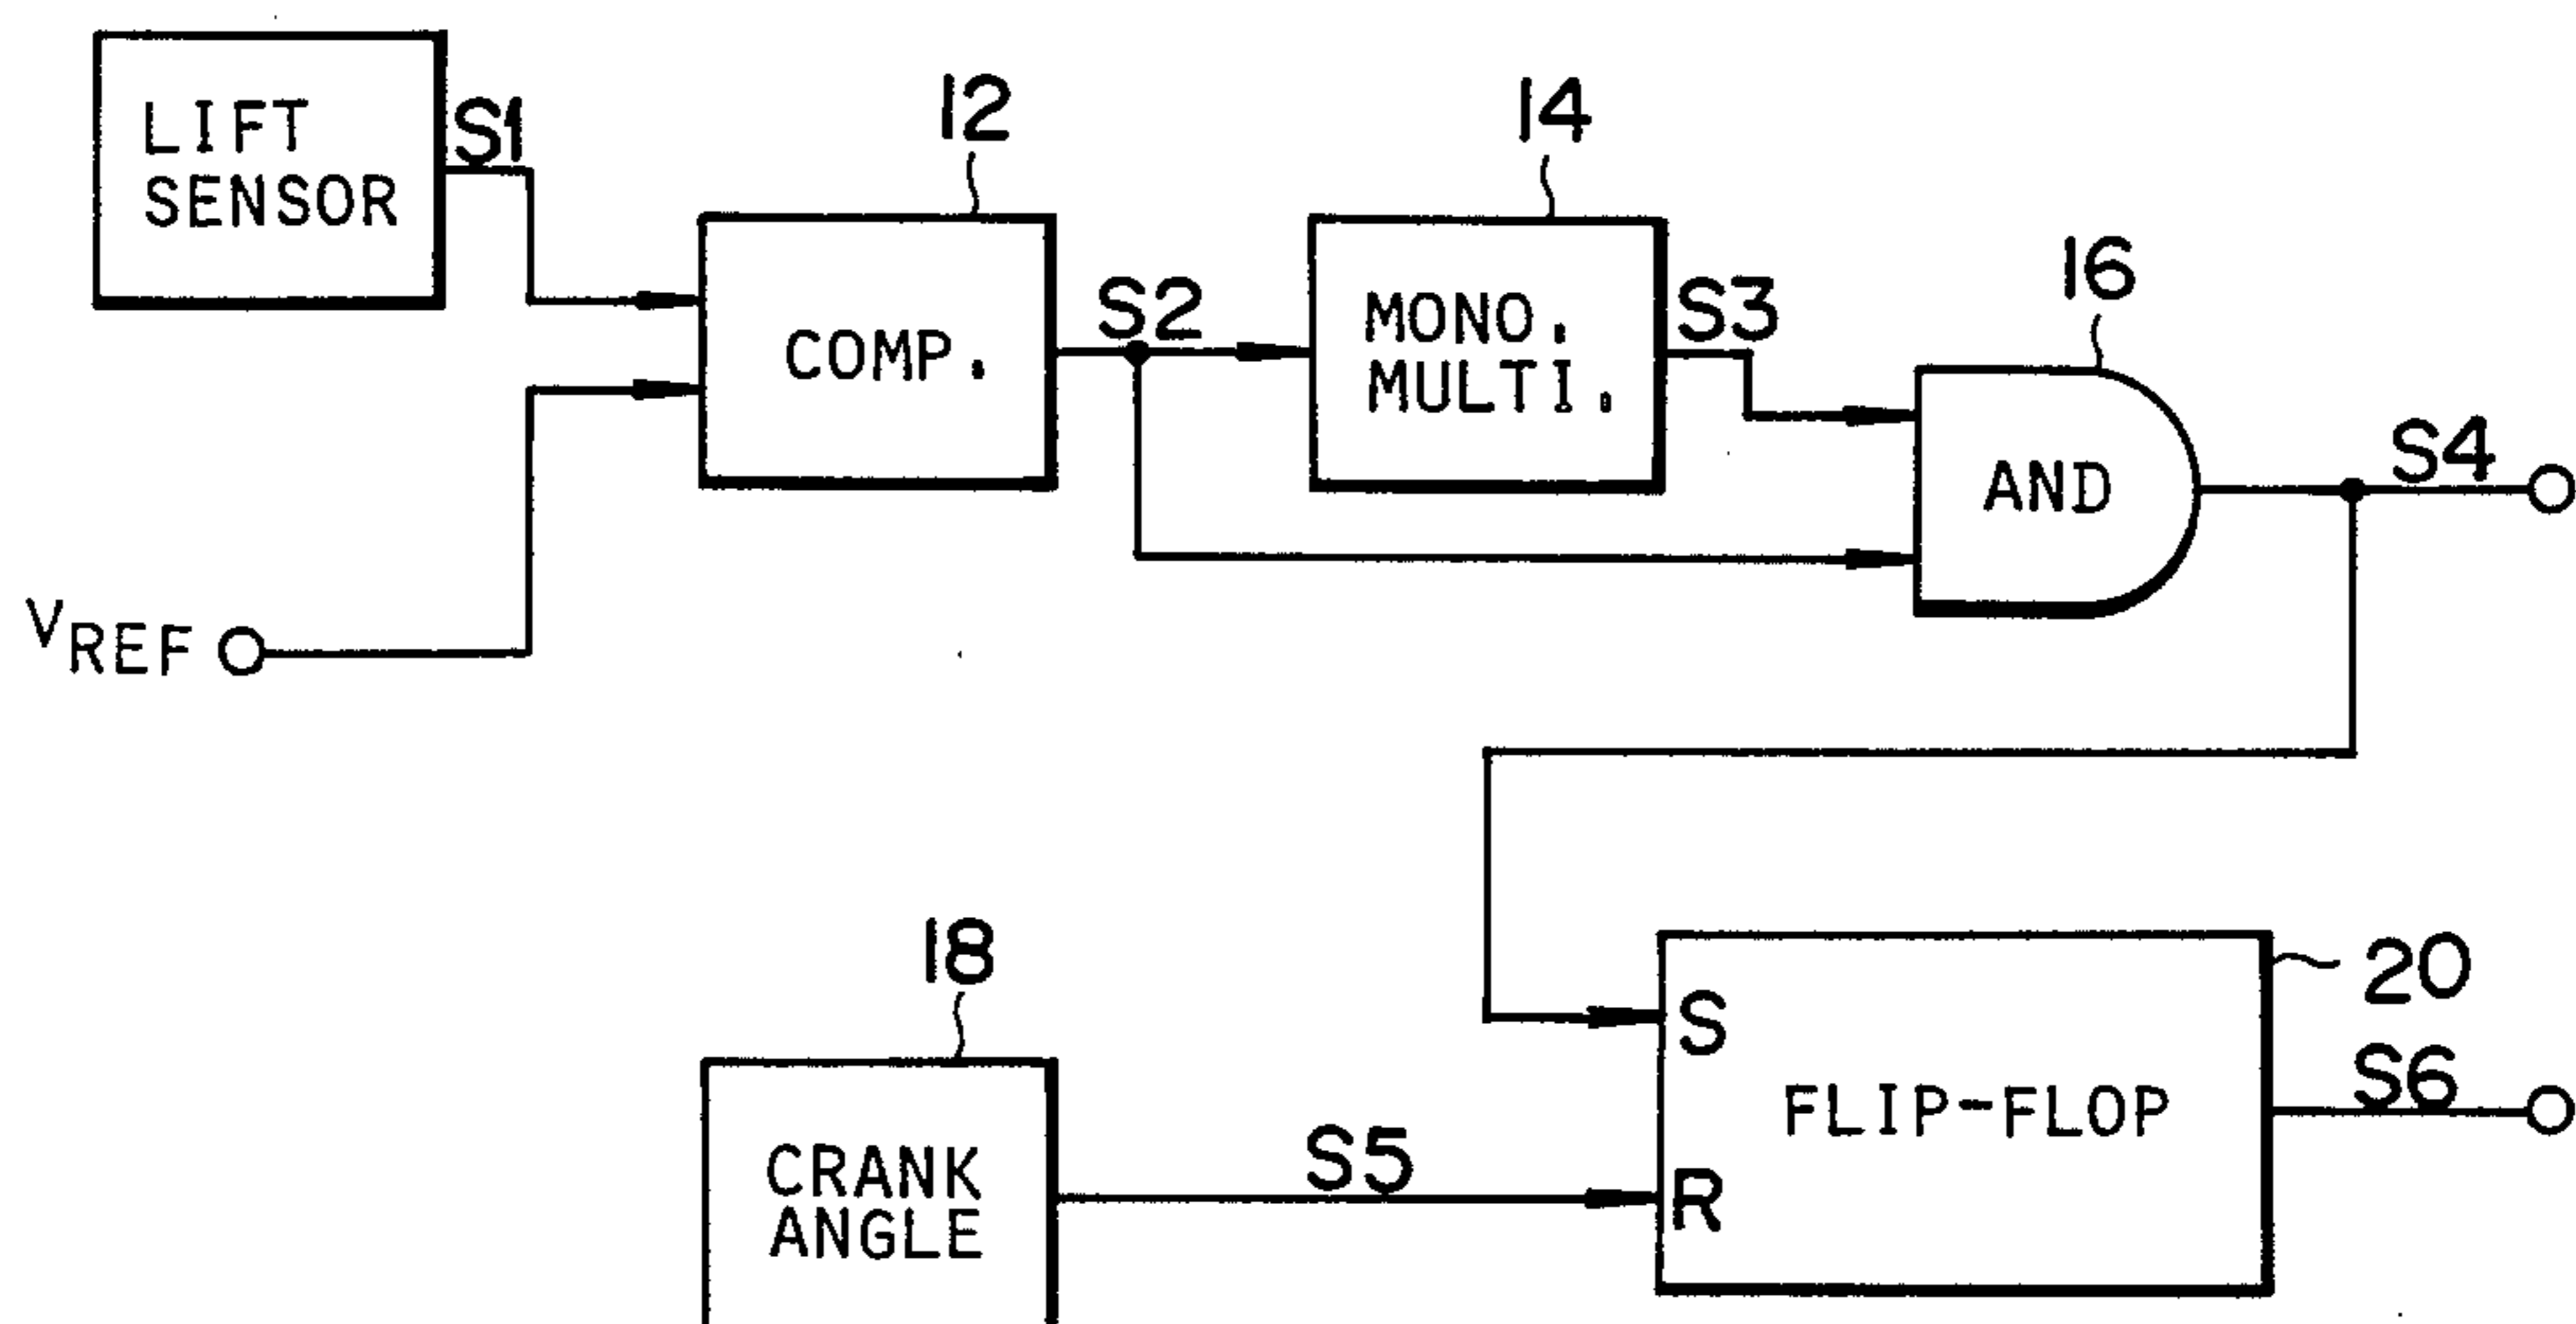 LIFT
SENSOR
S1
12
COMP.
S2
14
MONO.
MULTI.
S3
16
AND
S4
VREF
18
CRANK
ANGLE
S5
S
R
FLIP-FLOP
20
S6